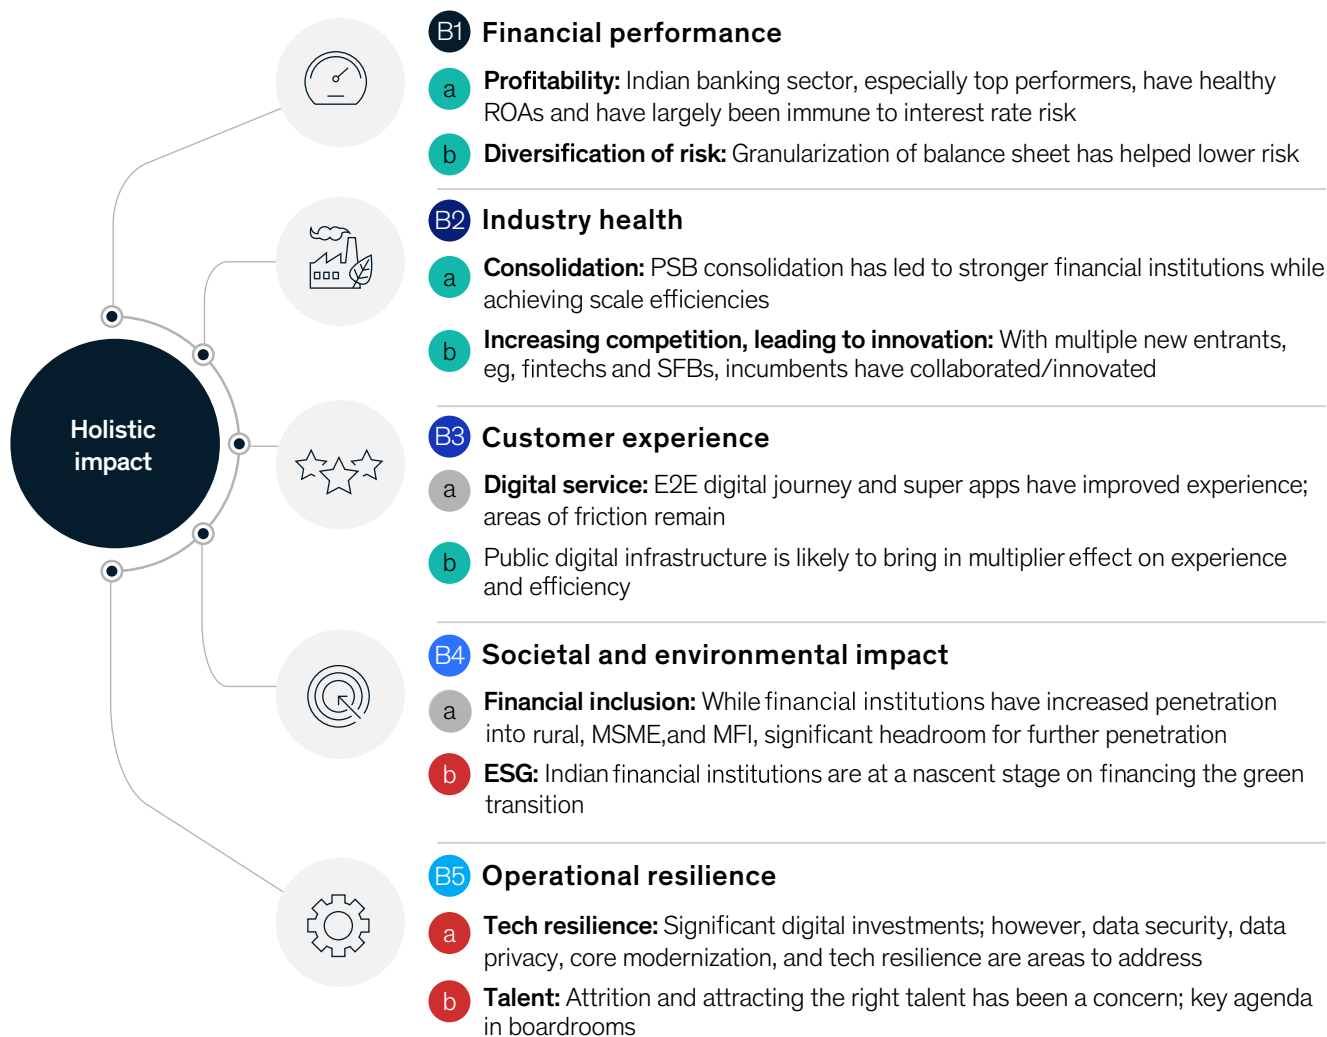 Holistic
impact
B1 Financial performance
a Profitability: Indian banking sector, especially top performers, have healthy
ROAs and have largely been immune to interest rate risk
b Diversification of risk: Granularization of balance sheet has helped lower risk
B2 Industry health
a Consolidation: PSB consolidation has led to stronger financial institutions while
achieving scale efficiencies
b Increasing competition, leading to innovation: With multiple new entrants,
eg, fintechs and SFBs, incumbents have collaborated/innovated
B3 Customer experience
a Digital service: E2E digital journey and super apps have improved experience;
areas of friction remain
b Public digital infrastructure is likely to bring in multiplier effect on experience
and efficiency
B4 Societal and environmental impact
a Financial inclusion: While financial institutions have increased penetration
into rural, MSME,and MFI, significant headroom for further penetration
b ESG: Indian financial institutions are at a nascent stage on financing the green
transition
B5 Operational resilience
a Tech resilience: Significant digital investments; however, data security, data
privacy, core modernization, and tech resilience are areas to address
b Talent: Attrition and attracting the right talent has been a concern; key agenda
in boardrooms